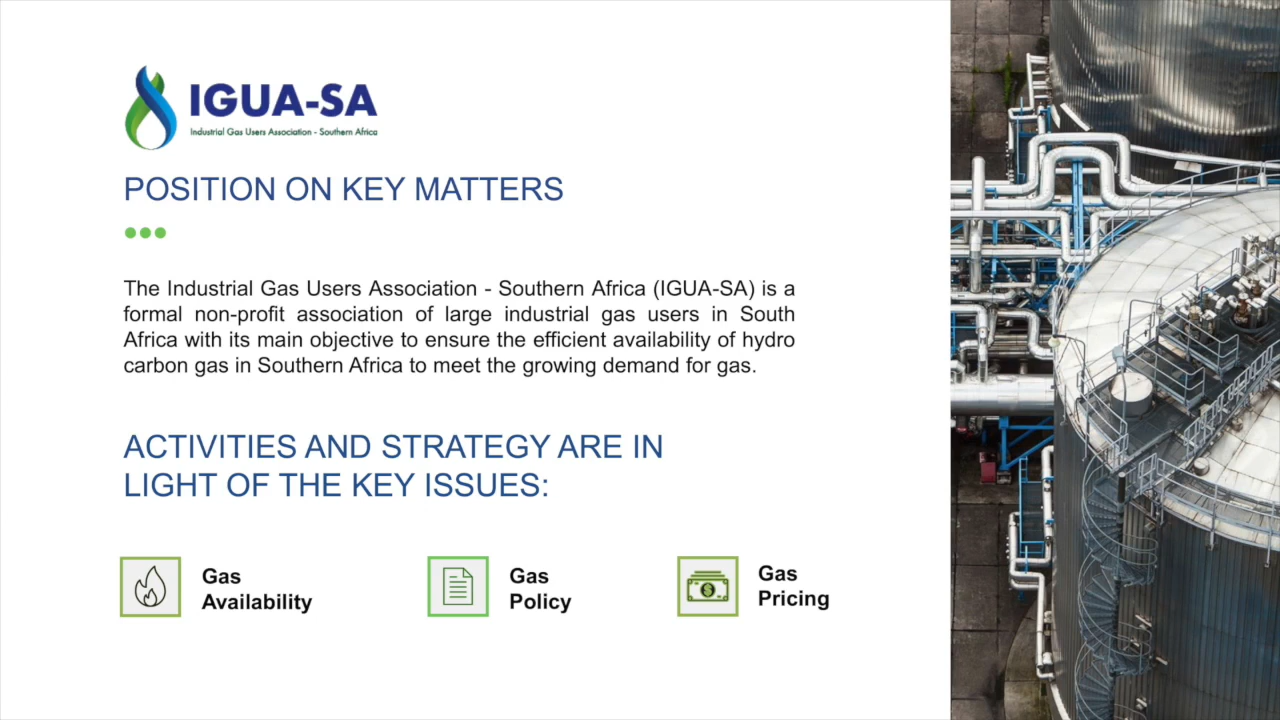 IGUA-SA
Industrial Gas Users Association - Southern Africa
POSITION ON KEY MATTERS
The Industrial Gas Users Association - Southern Africa (IGUA-SA) is a
formal non-profit association of large industrial gas users in South
Africa with its main objective to ensure the efficient availability of hydro
carbon gas in Southern Africa to meet the growing demand for gas.
ACTIVITIES AND STRATEGY ARE IN
LIGHT OF THE KEY ISSUES:
Gas
Availability
Gas
Policy
Gas
Pricing